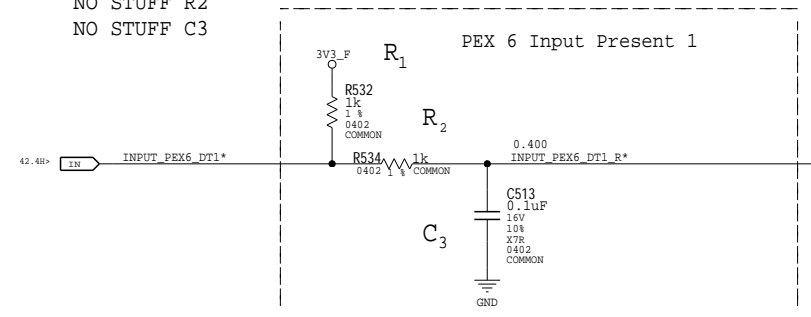 NO STUFF R2
NO STUFF C3
PEX 6 Input Present 1
3V3_F
R1
R532
1k
1 %
0402
COMMON
R2
42.4H>
IN
INPUT_PEX6_DT1*
R534
1k
0402
1 %
COMMON
0.400
INPUT_PEX6_DT1_R*
C3
C513
0.1uF
16V
10%
X7R
0402
COMMON
GND